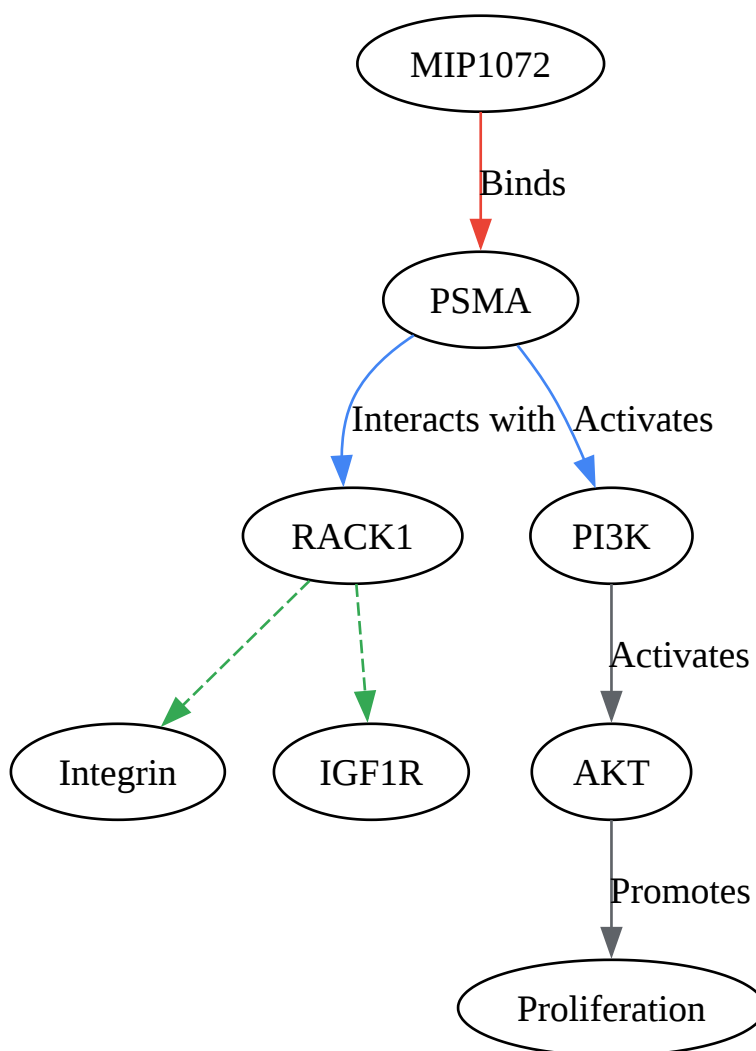 MIP1072
Binds
PSMA
Interacts with
Activates
RACK1
PI3K
Activates
Integrin
IGF1R
AKT
Promotes
Proliferation